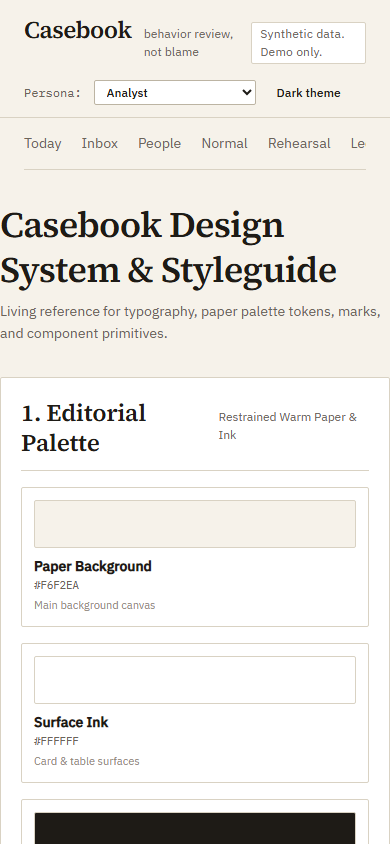 Casebook
behavior review,
not blame
Synthetic data.
Demo only.
Persona: Analyst
Dark theme
Today Inbox People Normal Rehearsal Le
Casebook Design
System & Styleguide
Living reference for typography, paper palette tokens, marks,
and component primitives.
1. Editorial
Palette
Restrained Warm Paper &
Ink
Paper Background
#F6F2EA
Main background canvas
Surface Ink
#FFFFFF
Card & table surfaces